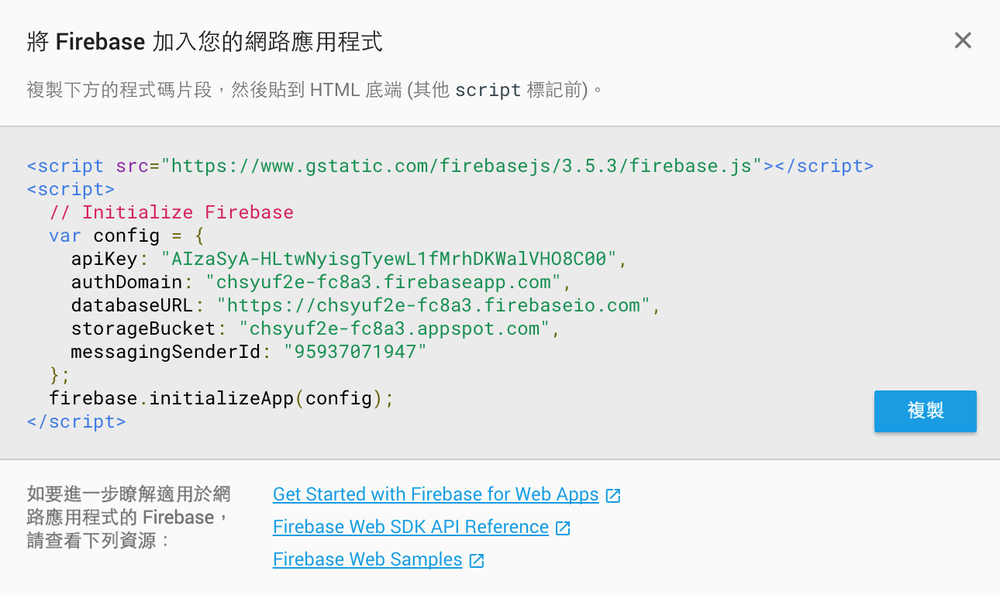 將 Firebase 加入您的網路應用程式
複製下方的程式碼片段，然後貼到 HTML 底端 (其他 script 標記前)。
<script src="https://www.gstatic.com/firebasejs/3.5.3/firebase.js"></script>
<script>
  // Initialize Firebase
  var config = {
    apiKey: "AIzaSyA-HLtwNyisgTyewL1fMrhDKWalVHO8C00",
    authDomain: "chsyuf2e-fc8a3.firebaseapp.com",
    databaseURL: "https://chsyuf2e-fc8a3.firebaseio.com",
    storageBucket: "chsyuf2e-fc8a3.appspot.com",
    messagingSenderId: "95937071947"
  };
  firebase.initializeApp(config);
</script>
複製
如要進一步瞭解適用於網
路應用程式的 Firebase，
請查看下列資源：
Get Started with Firebase for Web Apps
Firebase Web SDK API Reference
Firebase Web Samples